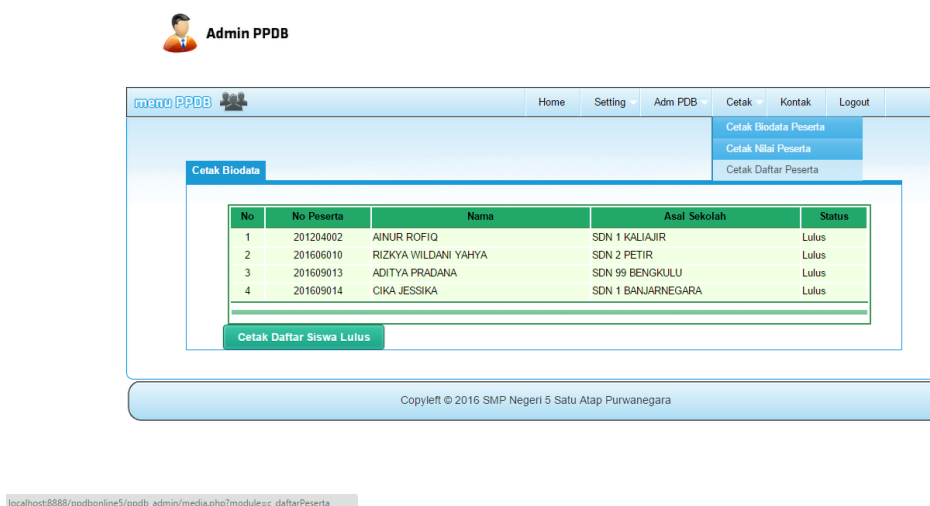 Admin PPDB
menu PPDB Home Setting Adm PDB Cetak Kontak Logout
Cetak Biodata Peserta
Cetak Nilai Peserta
Cetak Daftar Peserta
Cetak Biodata
No No Peserta Nama Asal Sekolah Status
1 201204002 AINUR ROFIQ SDN 1 KALIAJIR Lulus
2 201606010 RIZKYA WILDANI YAHYA SDN 2 PETIR Lulus
3 201609013 ADITYA PRADANA SDN 99 BENGKULU Lulus
4 201609014 CIKA JESSIKA SDN 1 BANJARNEGARA Lulus
Cetak Daftar Siswa Lulus
Copyleft © 2016 SMP Negeri 5 Satu Atap Purwanegara
localhost:8888/ppdbonline5/ppdb_admin/media.php?module=c_daftarPeserta